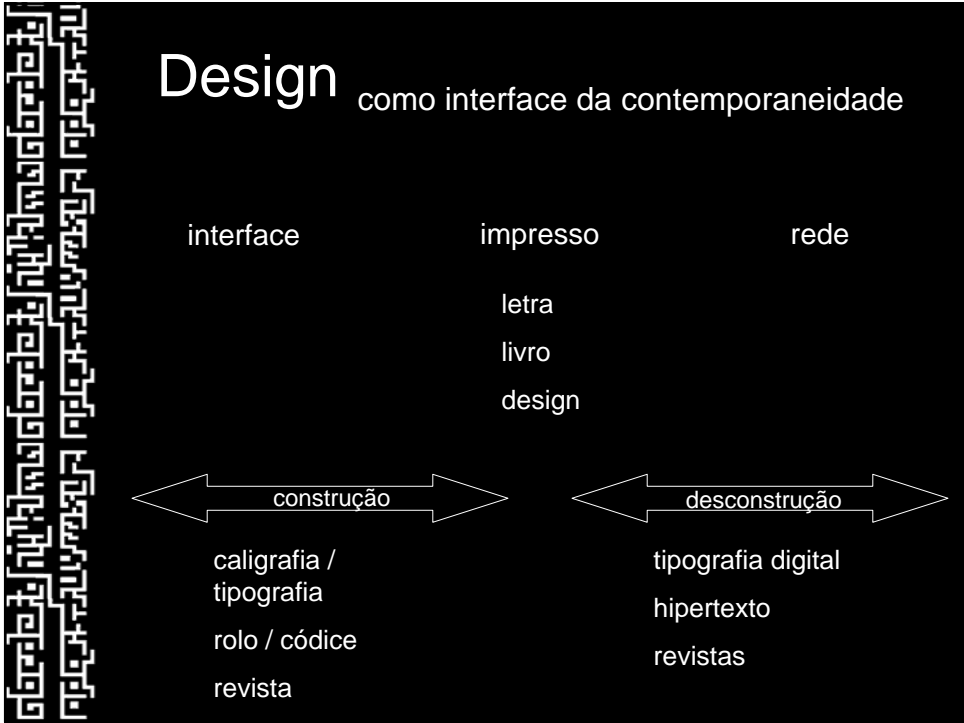 Design como interface da contemporaneidade
interface
impresso
rede
letra
livro
design
construção
desconstrução
caligrafia /
tipografia
rolo / códice
revista
tipografia digital
hipertexto
revistas